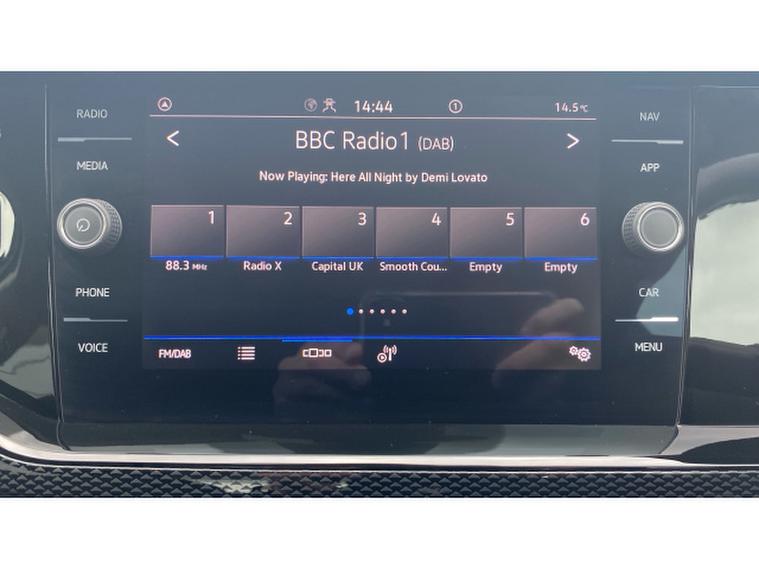 RADIO
MEDIA
PHONE
VOICE
14:44
1
14.5°C
< BBC Radio1 (DAB) >
Now Playing: Here All Night by Demi Lovato
1 2 3 4 5 6
88.3 MHz Radio X Capital UK Smooth Cou... Empty Empty
FM/DAB
NAV
APP
CAR
MENU